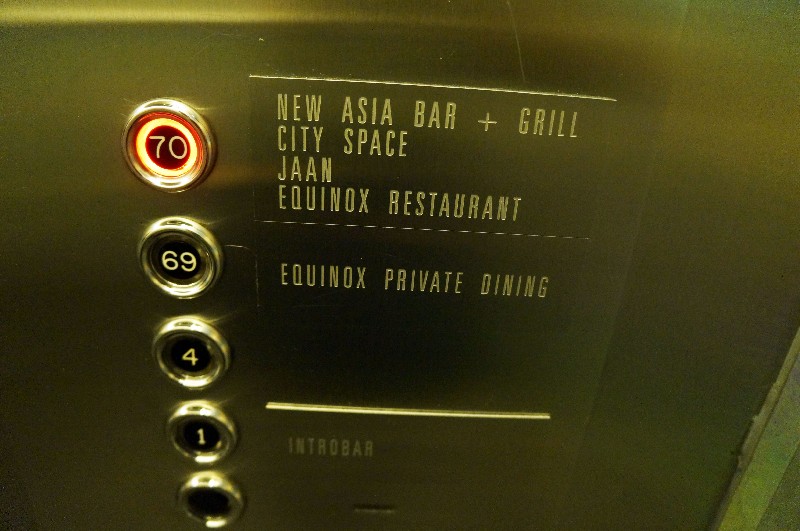 70
NEW ASIA BAR + GRILL
CITY SPACE
JAAN
EQUINOX RESTAURANT
69
EQUINOX PRIVATE DINING
4
1
INTROBAR